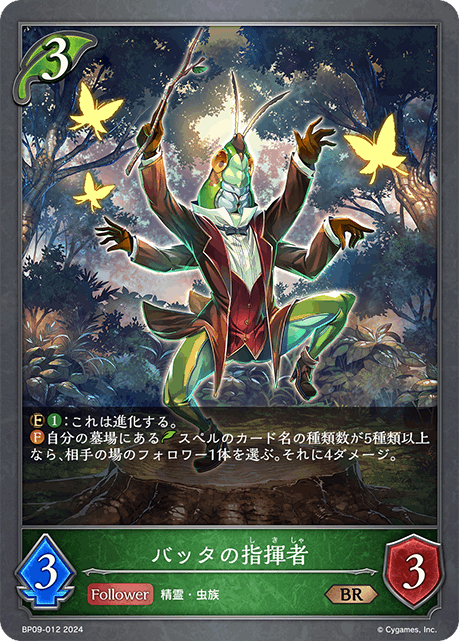 3
E 1：これは進化する。
F 自分の墓場にあるスペルのカード名の種類数が5種類以上
なら、相手の場のフォロワー1体を選ぶ。それに4ダメージ。
しきしゃ
バッタの指揮者
3
Follower 精霊・虫族
BR
3
BP09-012 2024
© Cygames, Inc.